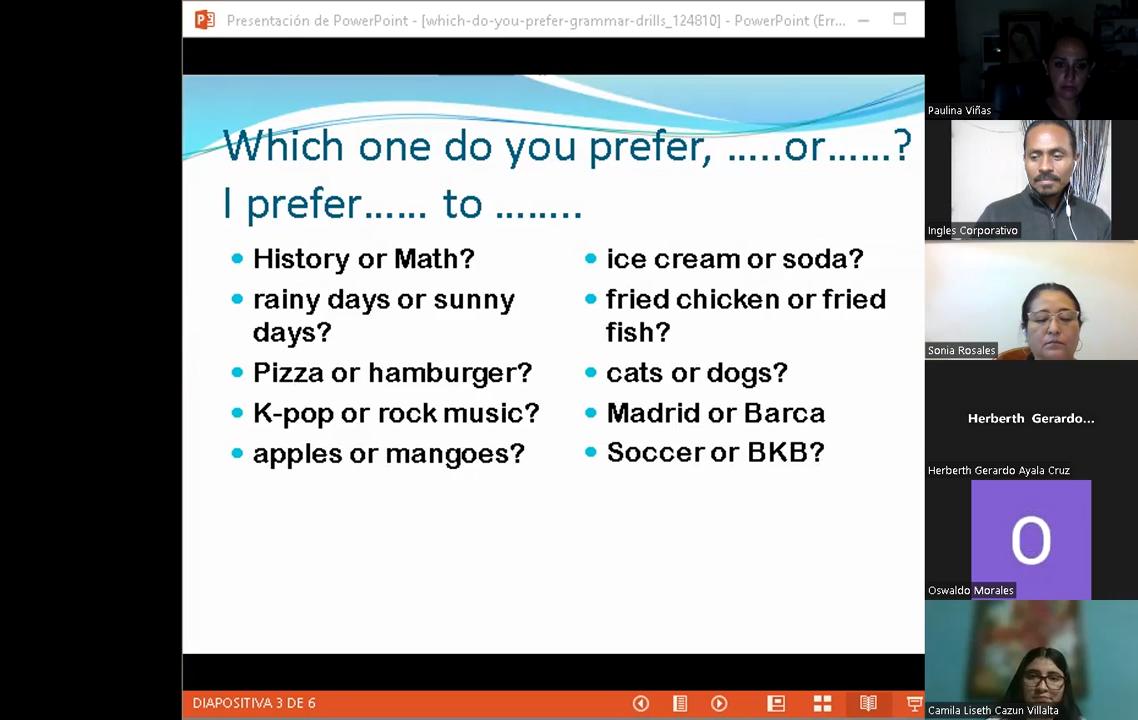 Presentación de PowerPoint - [which-do-you-prefer-grammar-drills_124810] - PowerPoint (Err...
Which one do you prefer, .....or......?
I prefer...... to ........
History or Math?
rainy days or sunny
days?
Pizza or hamburger?
K-pop or rock music?
apples or mangoes?
ice cream or soda?
fried chicken or fried
fish?
cats or dogs?
Madrid or Barca
Soccer or BKB?
DIAPOSITIVA 3 DE 6
Paulina Viñas
Ingles Corporativo
Sonia Rosales
Herberth Gerardo...
Herberth Gerardo Ayala Cruz
O
Oswaldo Morales
Camila Liseth Cazun Villalta